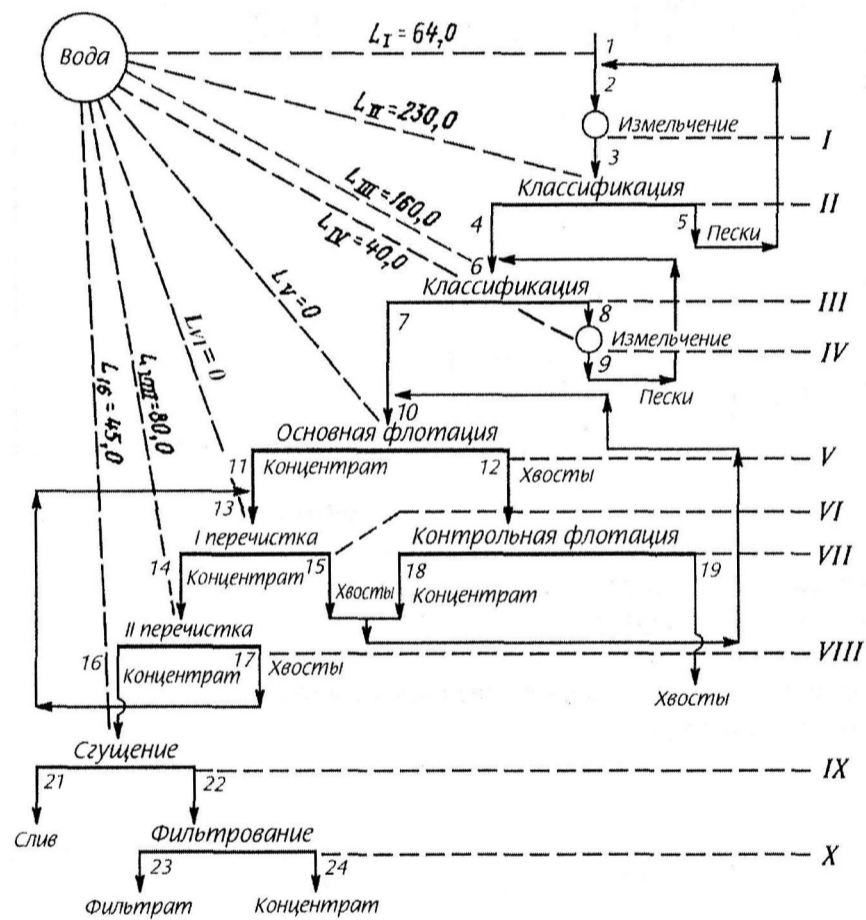 Вода
L_I = 64,0
1
2
Измельчение
I
L_II = 230,0
3
Классификация
II
4
5
Пески
L_III = 160,0
L_IV = 40,0
6
Классификация
III
7
8
Измельчение
IV
9
Пески
L_V = 0
L_VI = 0
L_VIII = 80,0
L_16 = 45,0
10
Основная флотация
11
Концентрат
12
Хвосты
V
13
VI
I перечистка
Контрольная флотация
VII
14
Концентрат
15
Хвосты
18
Концентрат
19
II перечистка
16
Концентрат
17
Хвосты
VIII
Хвосты
Сгущение
IX
21
22
Слив
Фильтрование
X
23
24
Фильтрат
Концентрат